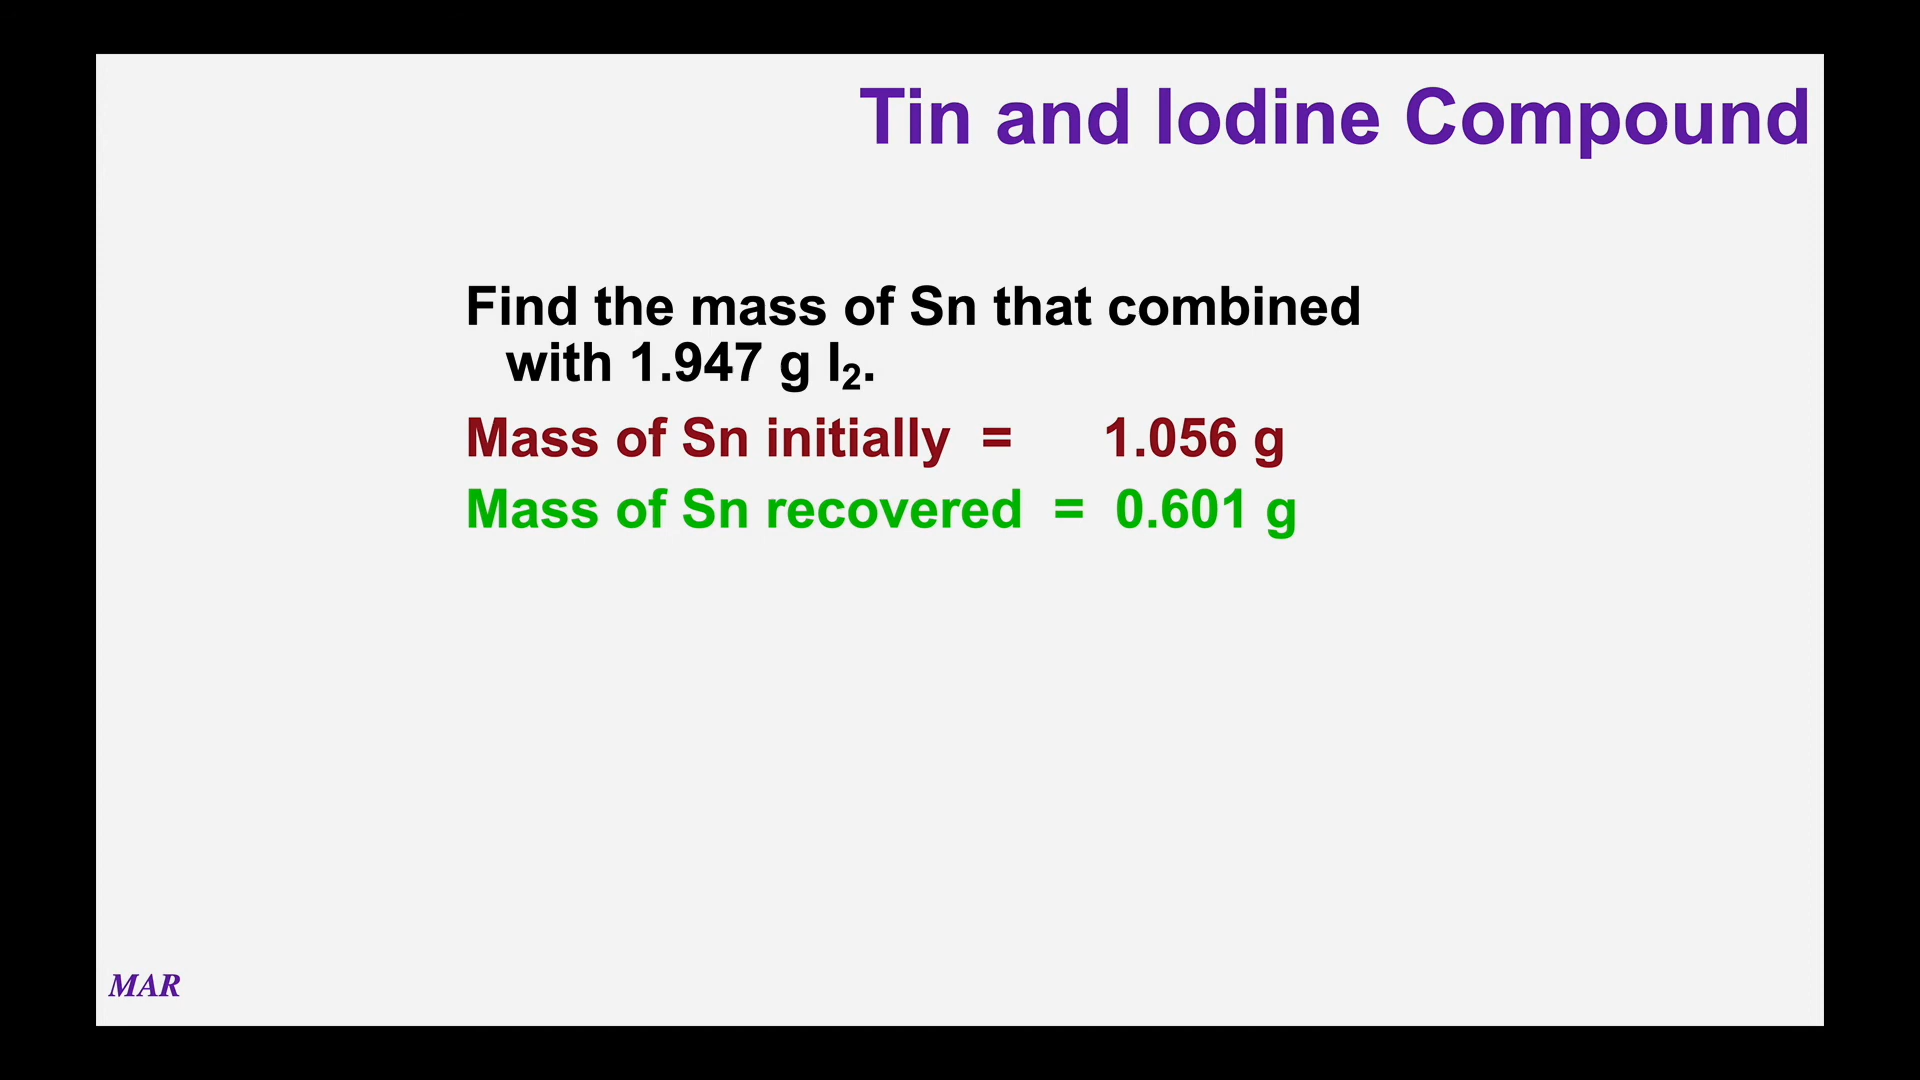 Tin and Iodine Compound
Find the mass of Sn that combined
with 1.947 g I₂.
Mass of Sn initially = 1.056 g
Mass of Sn recovered = 0.601 g
MAR